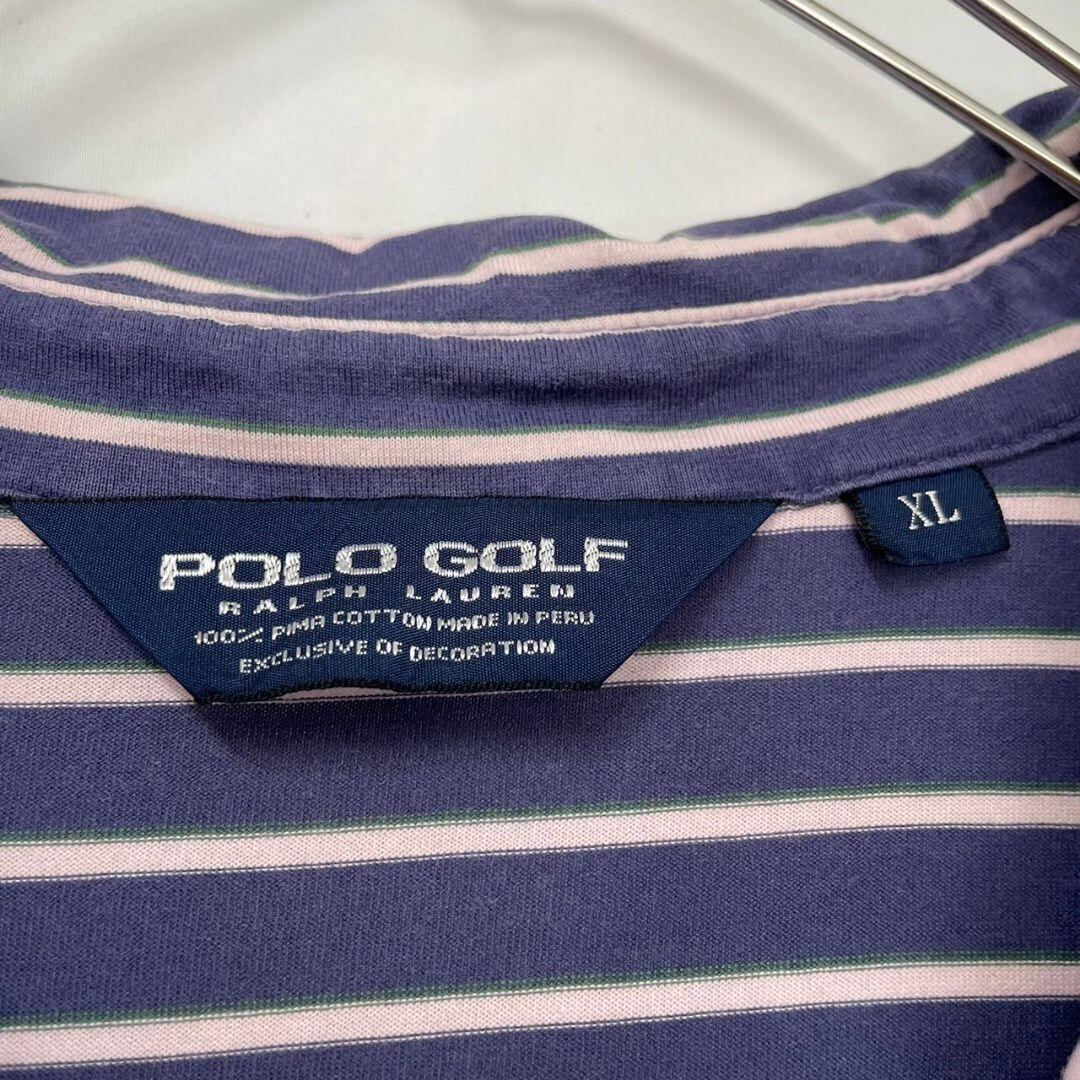 POLO GOLF
RALPH LAUREN
100% PIMA COTTON MADE IN PERU
EXCLUSIVE OF DECORATION
XL